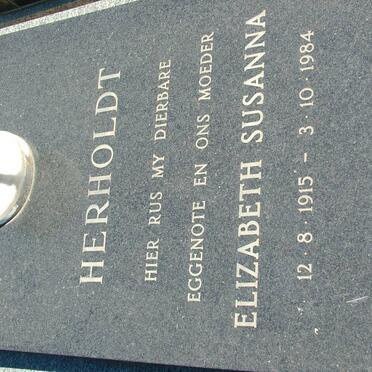 HERHOLDT
HIER RUS MY DIERBARE
EGGENOTE EN ONS MOEDER
ELIZABETH SUSANNA
12 · 8 · 1915 – 3 · 10 · 1984